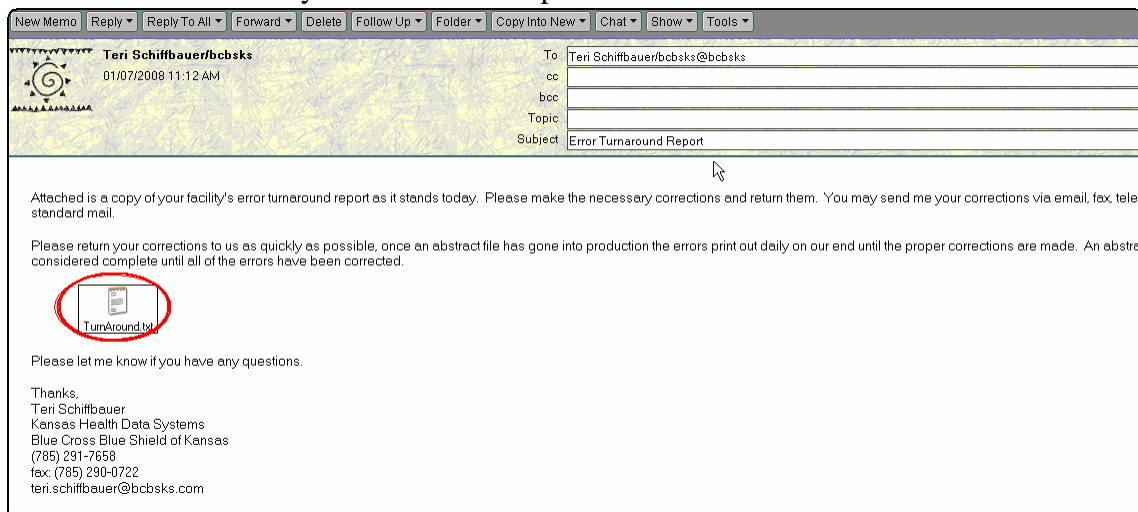 New Memo Reply Reply To All Forward Delete Follow Up Folder Copy Into New Chat Show Tools
Teri Schiffbauer/bcbsks
01/07/2008 11:12 AM
To Teri Schiffbauer/bcbsks@bcbsks
cc
bcc
Topic
Subject Error Turnaround Report
Attached is a copy of your facility's error turnaround report as it stands today. Please make the necessary corrections and return them. You may send me your corrections via email, fax, tele
standard mail.
Please return your corrections to us as quickly as possible, once an abstract file has gone into production the errors print out daily on our end until the proper corrections are made. An abstra
considered complete until all of the errors have been corrected.
TurnAround.txt
Please let me know if you have any questions.
Thanks,
Teri Schiffbauer
Kansas Health Data Systems
Blue Cross Blue Shield of Kansas
(785) 291-7658
fax: (785) 290-0722
teri.schiffbauer@bcbsks.com